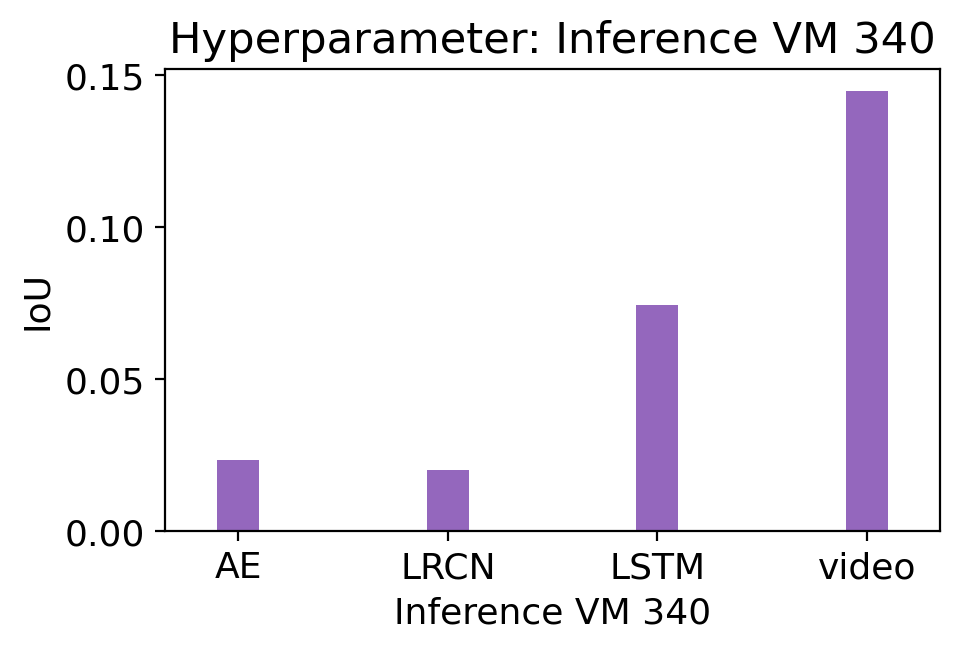 Hyperparameter: Inference VM 340
0.15
0.10
0.05
0.00
IoU
AE LRCN LSTM video
Inference VM 340